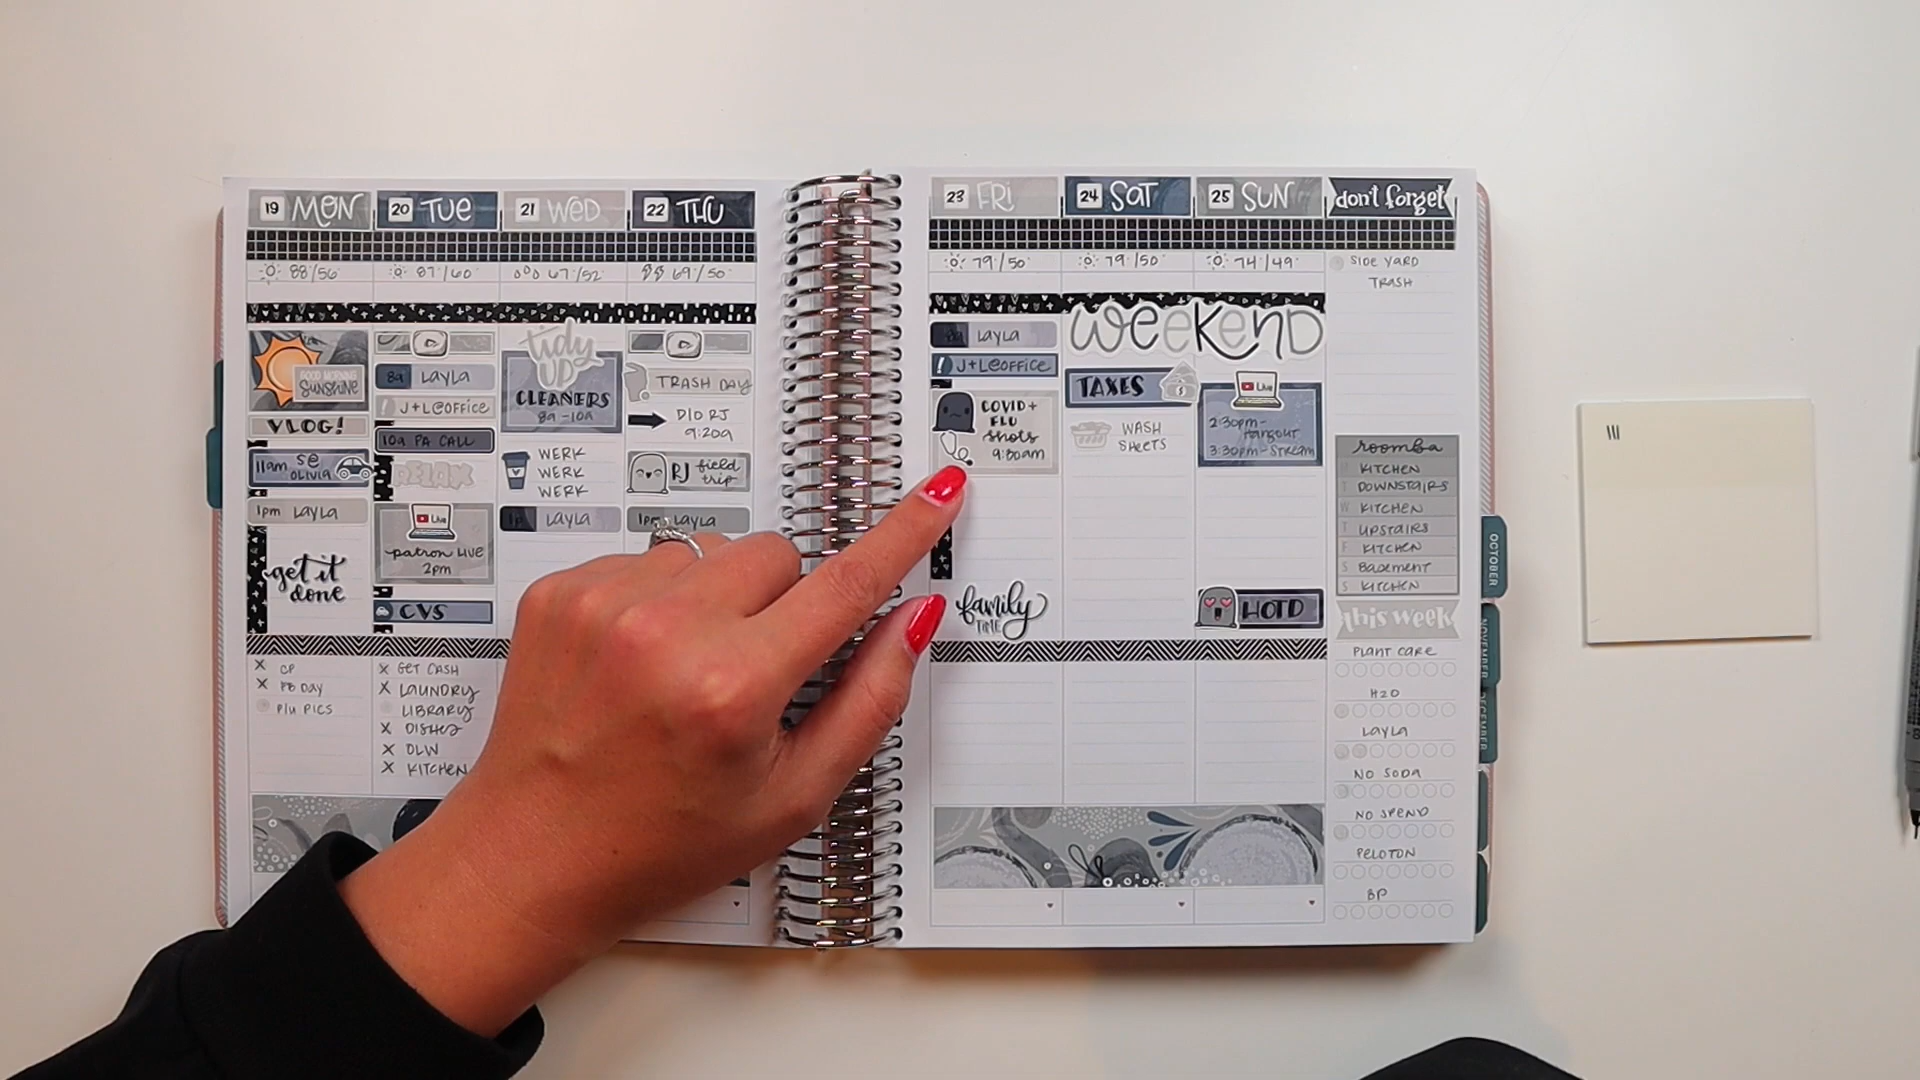 19 MON
88/56
GOOD MORNING
Sunshine
VLOG!
11am SE
OLIVIA
1pm LAYLA
get it
done
X CP
X PB DAY
PLU PICS
20 TUE
87/60
8a LAYLA
J+L@OFFICE
10a PA CALL
RELAX
Live
patron LIVE
2pm
CVS
X GET CASH
X LAUNDRY
LIBRARY
X DISHES
X DLW
X KITCHEN
21 WED
67/52
tidy
UP
CLEANERS
8a-10a
WERK
WERK
WERK
1p LAYLA
22 THU
69/50
TRASH DAY
D10 RJ
9:20a
RJ field
trip
1pm LAYLA
23 FRI
79/50
8a LAYLA
J+L@OFFICE
COVID+
FLU
shots
9:30am
family
TIME
24 SAT
79/50
weekend
TAXES
WASH
SHEETS
25 SUN
74/49
Live
2:30pm-
Hangout
3:30pm-Stream
HOTD
don't forget
SIDE YARD
TRASH
roomba
M KITCHEN
T DOWNSTAIRS
W KITCHEN
T UPSTAIRS
F KITCHEN
S BASEMENT
S KITCHEN
this week
PLANT CARE
H2O
LAYLA
NO SODA
NO SPEND
PELOTON
BP
OCTOBER
NOVEMBER
DECEMBER